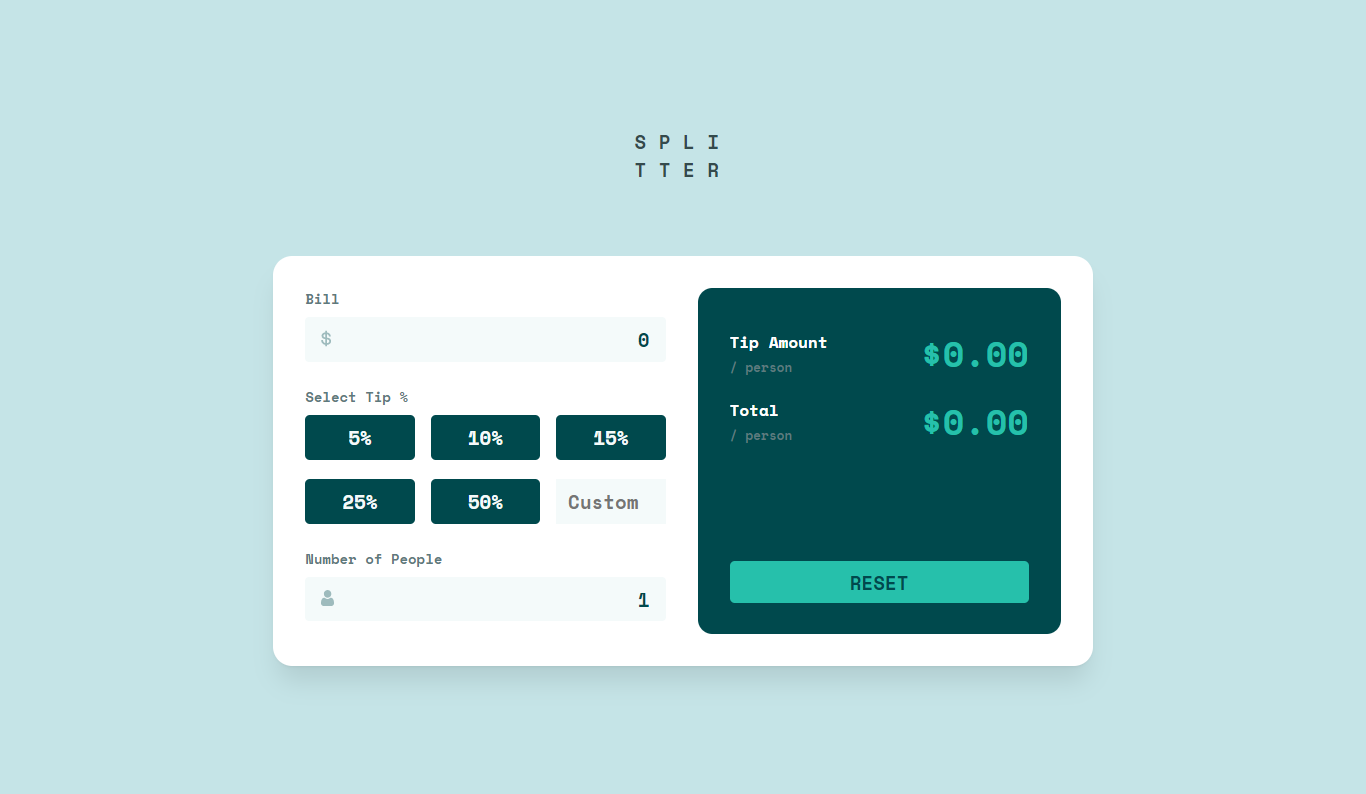 S P L I
T T E R
Bill
$ 0
Select Tip %
5% 10% 15%
25% 50% Custom
Number of People
1
Tip Amount
/ person
$0.00
Total
/ person
$0.00
RESET